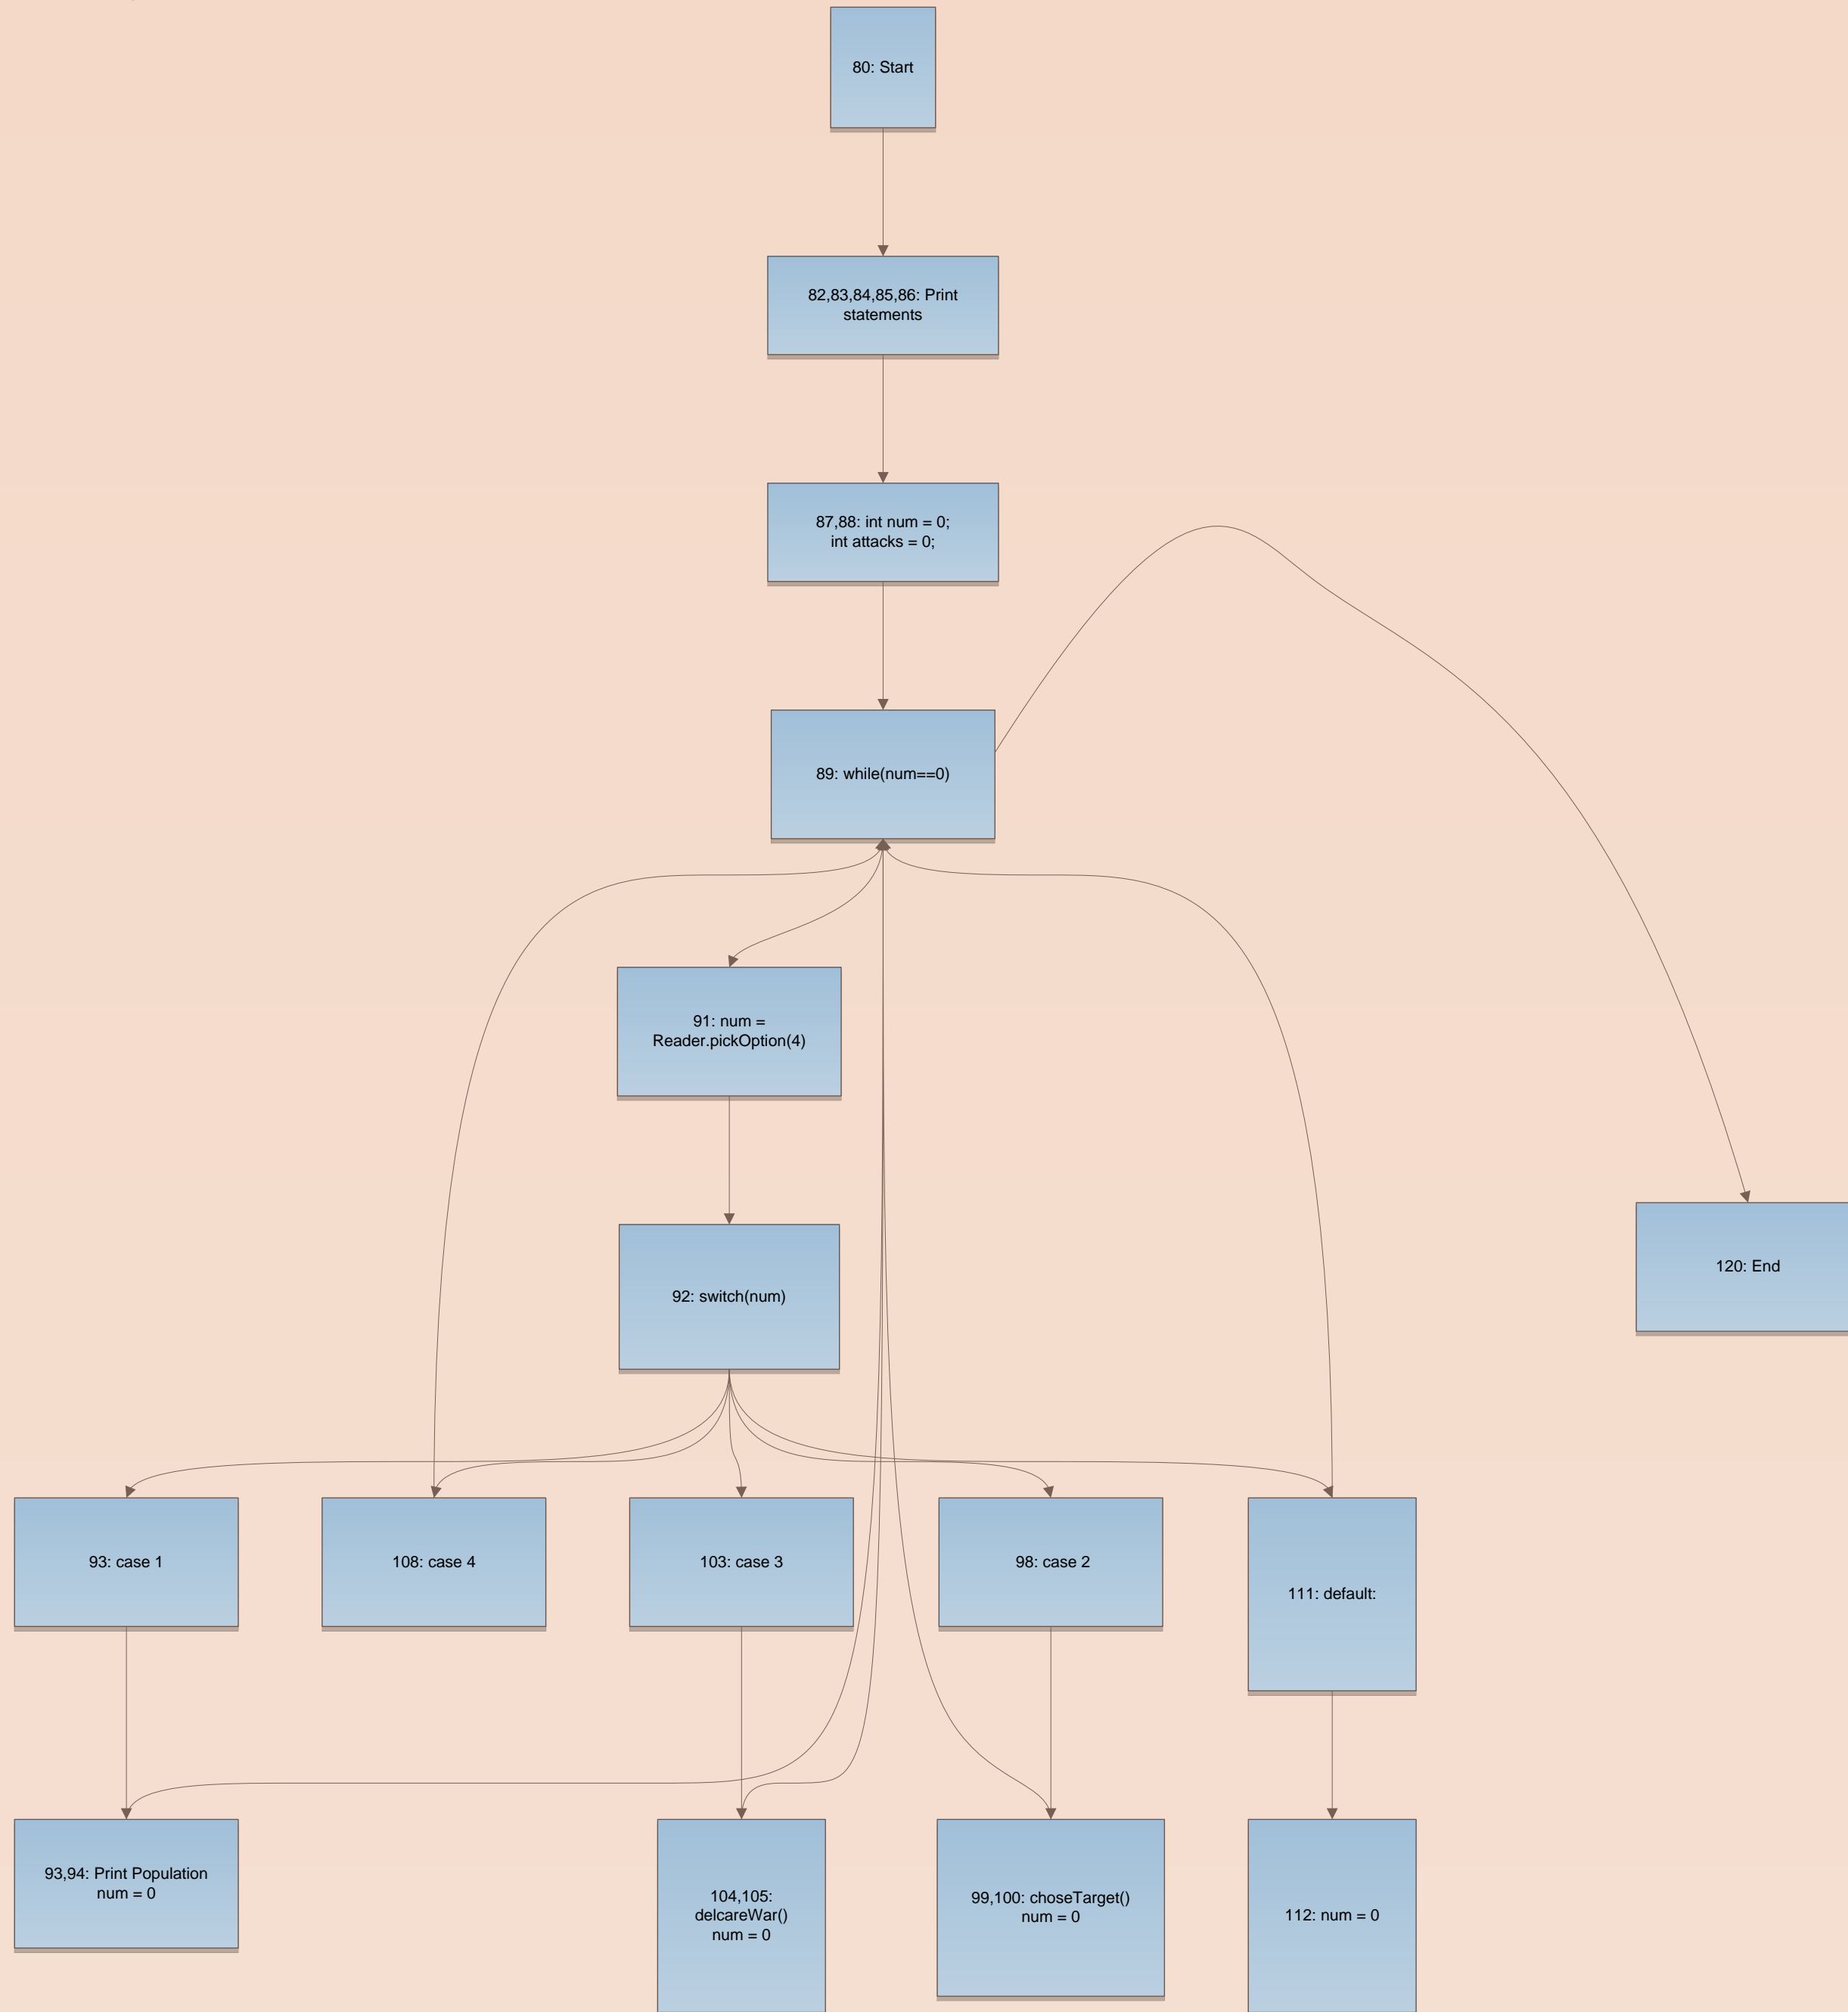 80: Start
82,83,84,85,86: Print
statements
87,88: int num = 0;
int attacks = 0;
89: while(num==0)
91: num =
Reader.pickOption(4)
120: End
92: switch(num)
93: case 1
108: case 4
103: case 3
98: case 2
111: default:
93,94: Print Population
num = 0
104,105:
delcareWar()
num = 0
99,100: choseTarget()
num = 0
112: num = 0